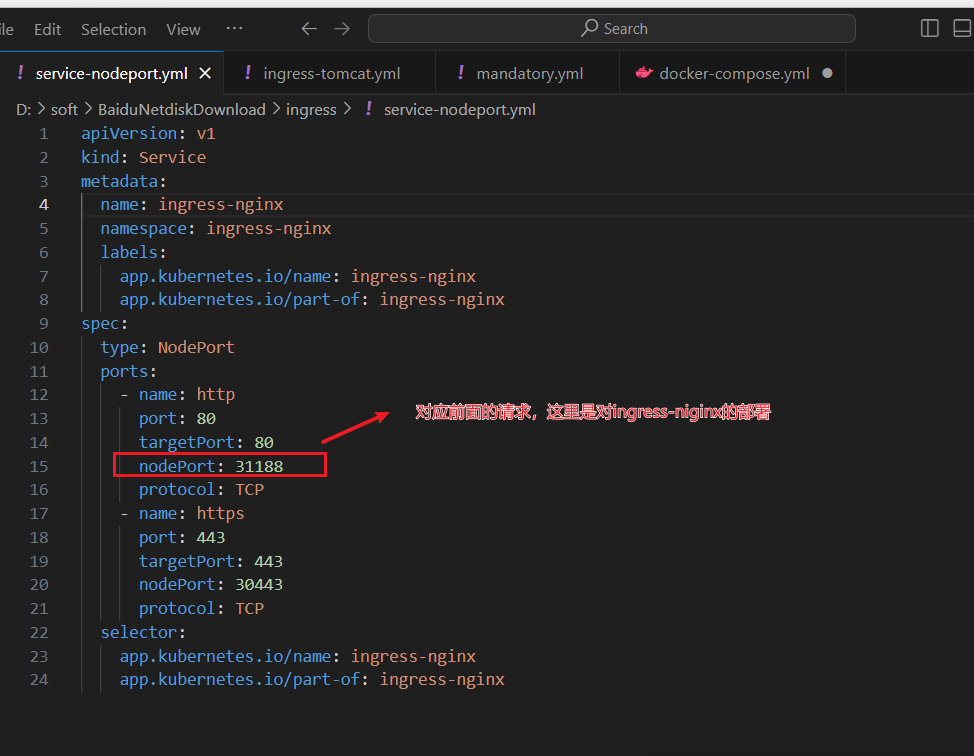 ile Edit Selection View ··· Search
service-nodeport.yml ingress-tomcat.yml mandatory.yml docker-compose.yml
D: > soft > BaiduNetdiskDownload > ingress > ! service-nodeport.yml
1 apiVersion: v1
2 kind: Service
3 metadata:
4 name: ingress-nginx
5 namespace: ingress-nginx
6 labels:
7 app.kubernetes.io/name: ingress-nginx
8 app.kubernetes.io/part-of: ingress-nginx
9 spec:
10 type: NodePort
11 ports:
12 - name: http
对应前面的请求，这里是对ingress-niginx的部署
13 port: 80
14 targetPort: 80
15 nodePort: 31188
16 protocol: TCP
17 - name: https
18 port: 443
19 targetPort: 443
20 nodePort: 30443
21 protocol: TCP
22 selector:
23 app.kubernetes.io/name: ingress-nginx
24 app.kubernetes.io/part-of: ingress-nginx